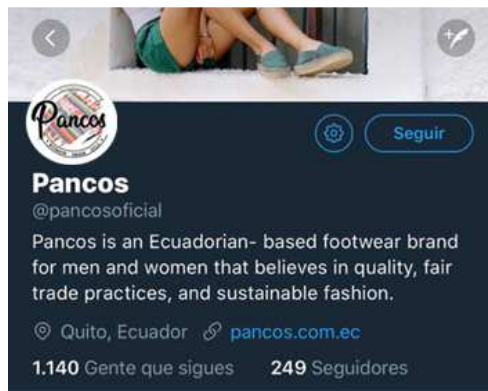 Pancos
Seguir
Pancos
@pancosoficial
Pancos is an Ecuadorian- based footwear brand
for men and women that believes in quality, fair
trade practices, and sustainable fashion.
Quito, Ecuador pancos.com.ec
1.140 Gente que sigues 249 Seguidores